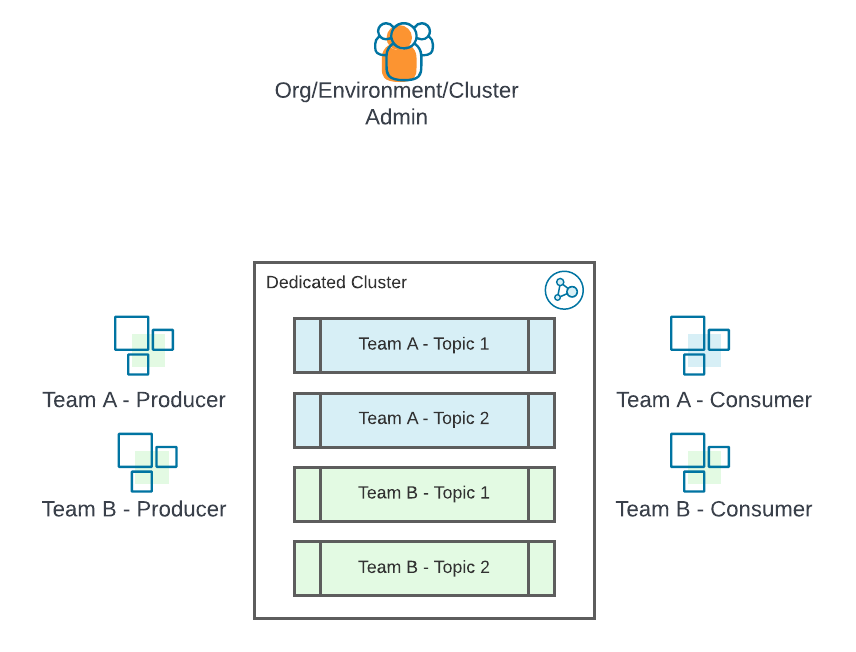 Org/Environment/Cluster
Admin
Dedicated Cluster
Team A - Topic 1
Team A - Producer
Team A - Consumer
Team A - Topic 2
Team B - Topic 1
Team B - Producer
Team B - Consumer
Team B - Topic 2